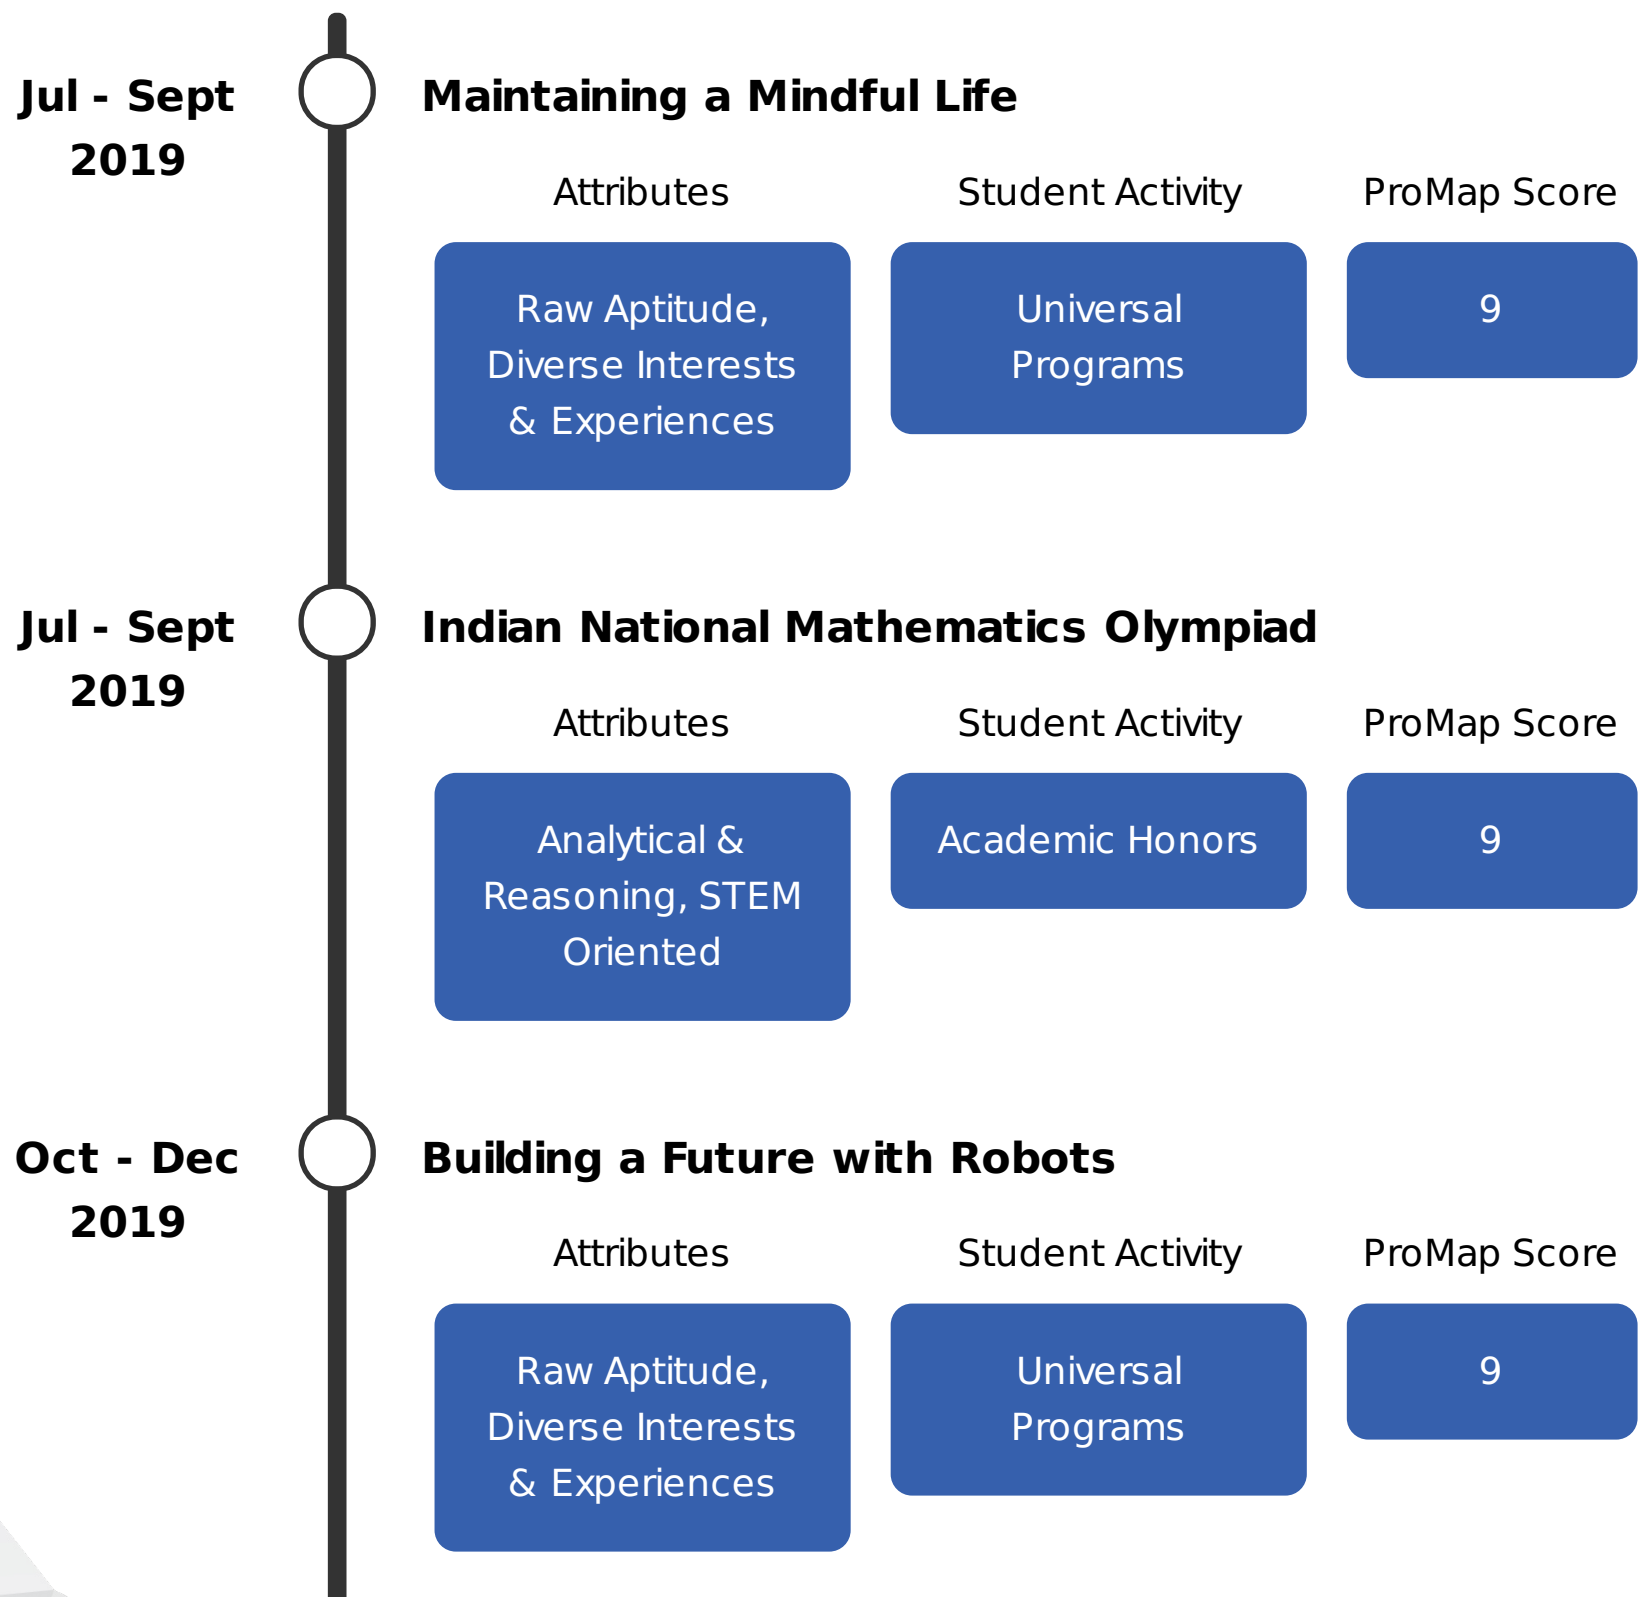 Jul - Sept
2019
Maintaining a Mindful Life
Attributes
Student Activity
ProMap Score
Raw Aptitude,
Diverse Interests
& Experiences
Universal
Programs
9
Jul - Sept
2019
Indian National Mathematics Olympiad
Attributes
Student Activity
ProMap Score
Analytical &
Reasoning, STEM
Oriented
Academic Honors
9
Oct - Dec
2019
Building a Future with Robots
Attributes
Student Activity
ProMap Score
Raw Aptitude,
Diverse Interests
& Experiences
Universal
Programs
9